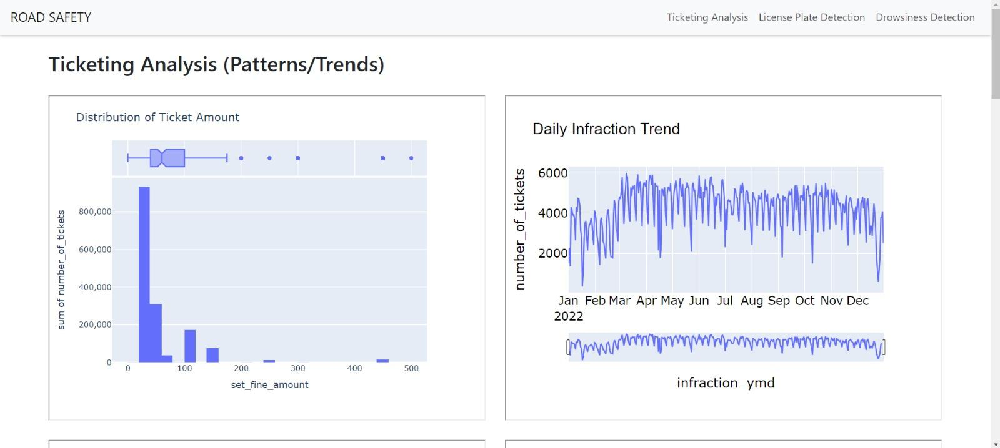 ROAD SAFETY
Ticketing Analysis License Plate Detection Drowsiness Detection
Ticketing Analysis (Patterns/Trends)
Distribution of Ticket Amount
sum of number_of_tickets
800,000
600,000
400,000
200,000
0
0 100 200 300 400 500
set_fine_amount
Daily Infraction Trend
number_of_tickets
6000
4000
2000
Jan Feb Mar Apr May Jun Jul Aug Sep Oct Nov Dec
2022
infraction_ymd